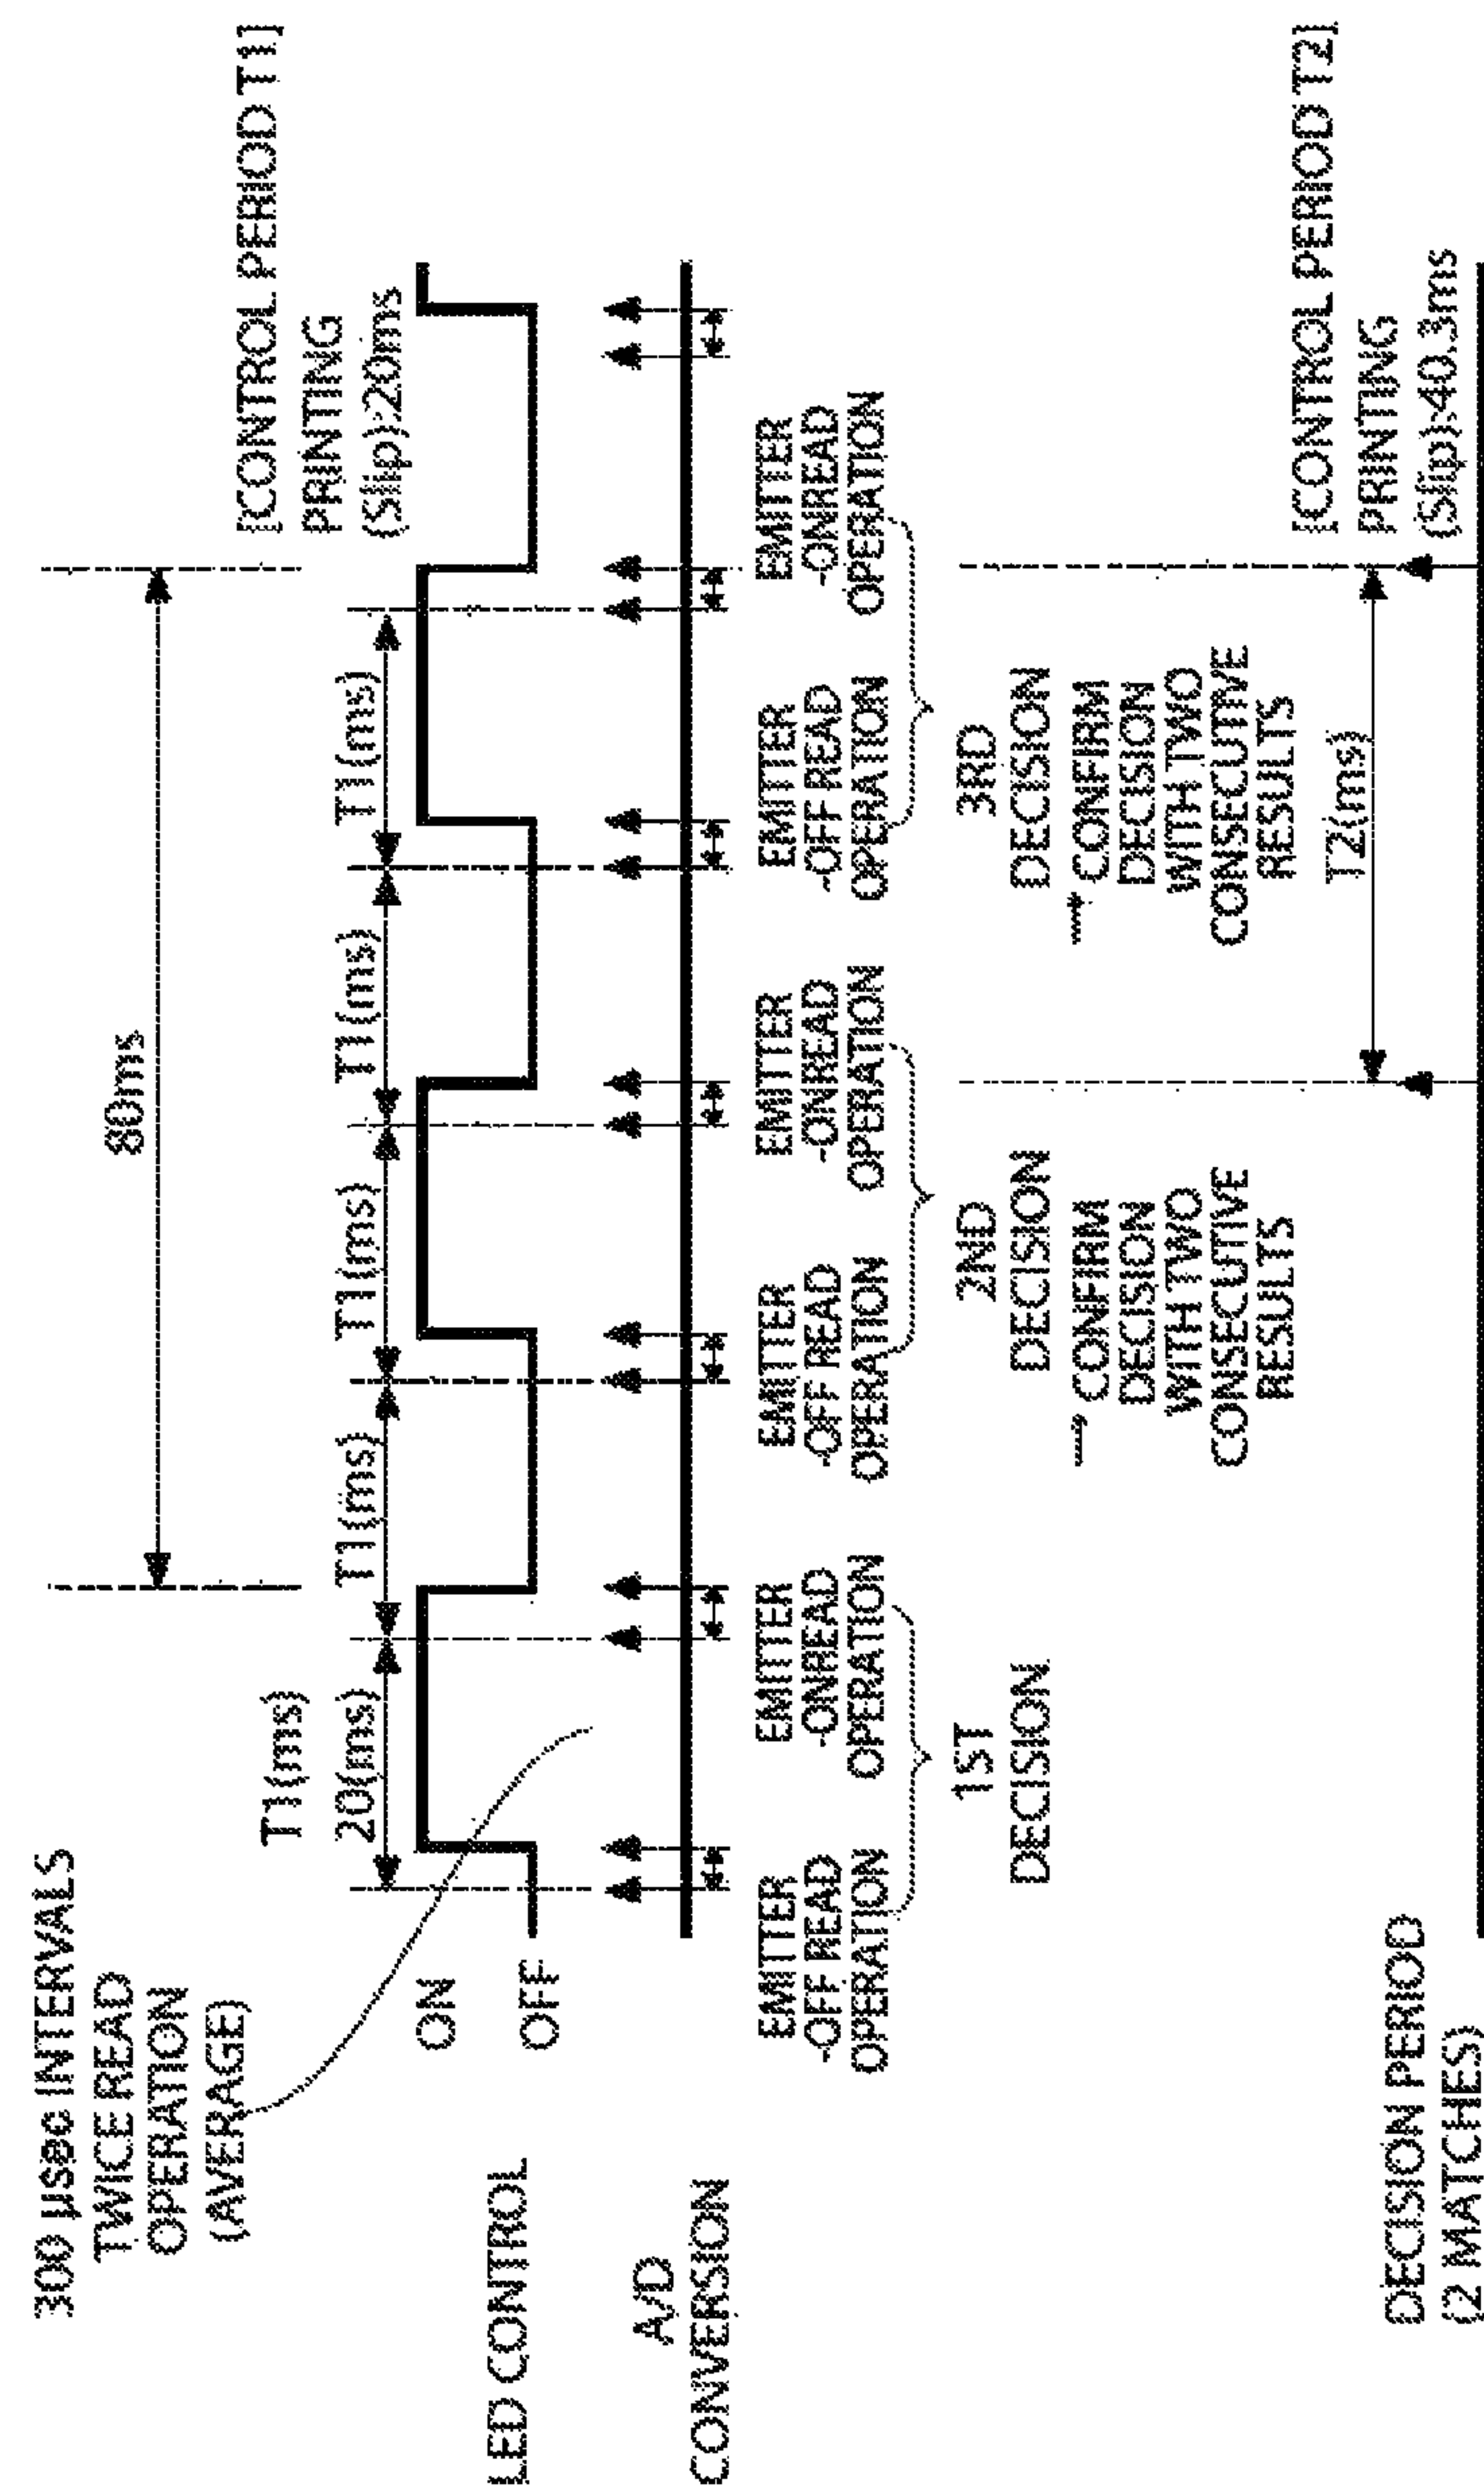 300 µsec INTERVALS
TWICE READ
OPERATION
(AVERAGE)
80ms
[CONTROL PERIOD T1]
PRINTING
(Slip):20ms
T1(ms)
20(ms)
T1(ms)
T1(ms)
T1(ms)
T1(ms)
LED CONTROL
ON
OFF
A/D
CONVERSION
EMITTER
-OFF READ
OPERATION
EMITTER
-ONREAD
OPERATION
EMITTER
-OFF READ
OPERATION
EMITTER
-ONREAD
OPERATION
EMITTER
-OFF READ
OPERATION
EMITTER
-ONREAD
OPERATION
1ST
DECISION
2ND
DECISION
→ CONFIRM
DECISION
WITH TWO
CONSECUTIVE
RESULTS
3RD
DECISION
→ CONFIRM
DECISION
WITH TWO
CONSECUTIVE
RESULTS
T2(ms)
[CONTROL PERIOD T2]
PRINTING
(Slip):40.3ms
DECISION PERIOD
(2 MATCHES)